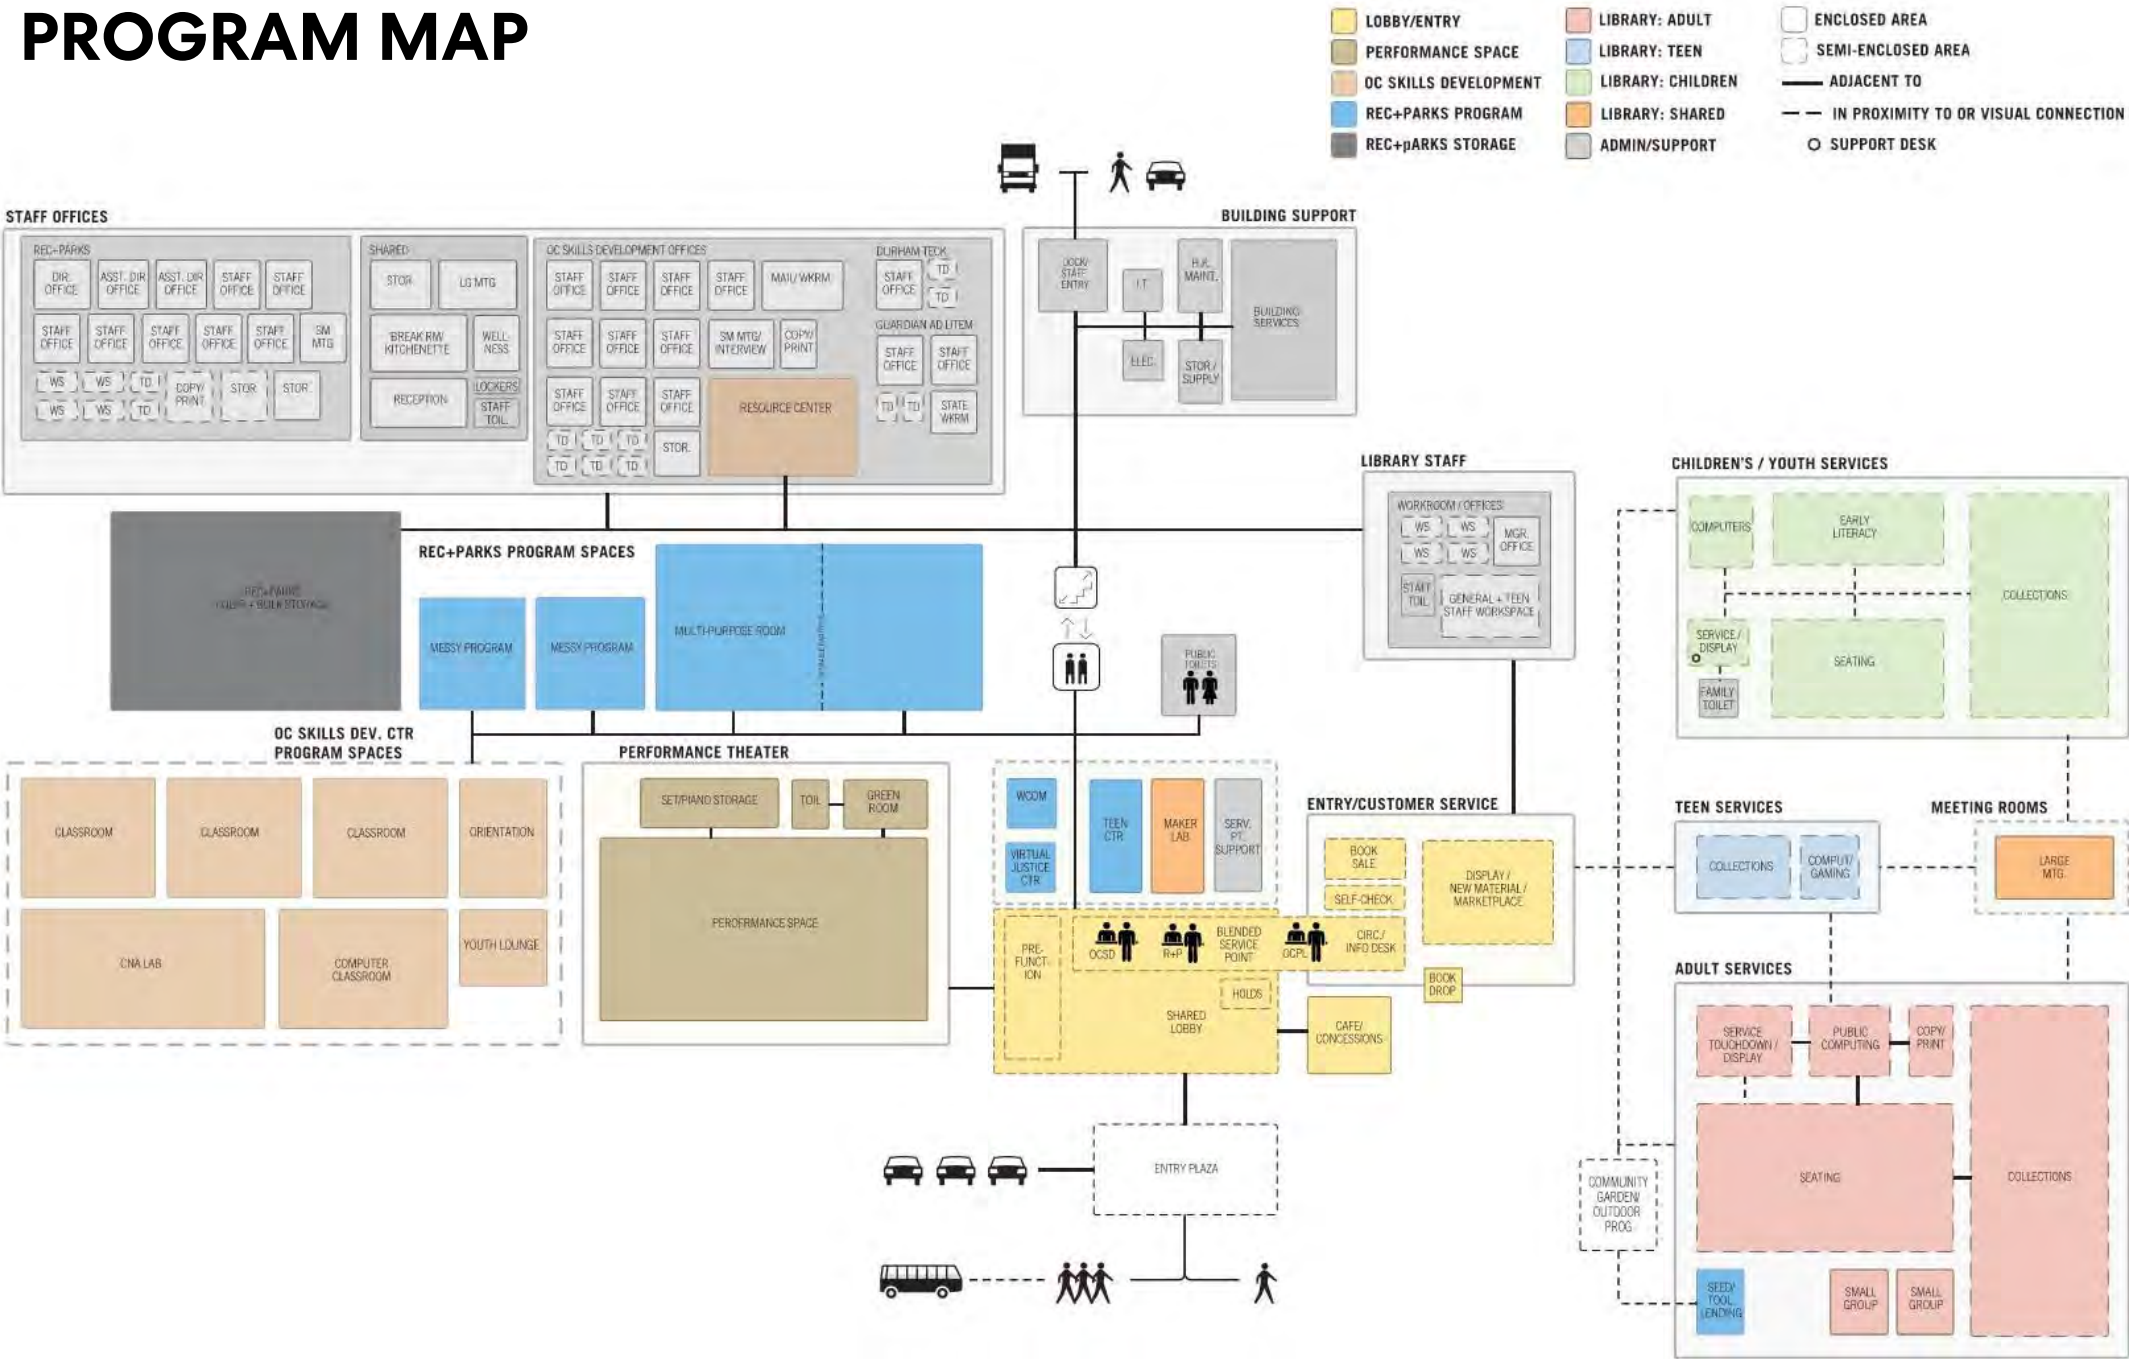 PROGRAM MAP
LOBBY/ENTRY
PERFORMANCE SPACE
OC SKILLS DEVELOPMENT
REC+PARKS PROGRAM
REC+pARKS STORAGE
LIBRARY: ADULT
LIBRARY: TEEN
LIBRARY: CHILDREN
LIBRARY: SHARED
ADMIN/SUPPORT
ENCLOSED AREA
SEMI-ENCLOSED AREA
ADJACENT TO
IN PROXIMITY TO OR VISUAL CONNECTION
SUPPORT DESK
STAFF OFFICES
REC+PARKS
DIR.
OFFICE
ASST. DIR
OFFICE
ASST. DIR
OFFICE
STAFF
OFFICE
STAFF
OFFICE
STAFF
OFFICE
STAFF
OFFICE
STAFF
OFFICE
STAFF
OFFICE
STAFF
OFFICE
SM
MTG
WS
WS
TD
WS
WS
TD
COPY/
PRINT
STOR
STOR
SHARED
STOR.
LG MTG
BREAK RM/
KITCHENETTE
WELL-
NESS
RECEPTION
LOCKERS
STAFF
TOIL.
OC SKILLS DEVELOPMENT OFFICES
STAFF
OFFICE
STAFF
OFFICE
STAFF
OFFICE
STAFF
OFFICE
MAIL/ WKRM
STAFF
OFFICE
STAFF
OFFICE
STAFF
OFFICE
SM MTG/
INTERVIEW
COPY/
PRINT
STAFF
OFFICE
STAFF
OFFICE
STAFF
OFFICE
RESOURCE CENTER
TD
TD
TD
TD
TD
TD
STOR.
DURHAM TECK
STAFF
OFFICE
TD
TD
GUARDIAN AD LITEM
STAFF
OFFICE
STAFF
OFFICE
TD
TD
STATE
WKRM
BUILDING SUPPORT
DOCK/
STAFF
ENTRY
I.T.
H.K.
MAINT.
ELEC.
STOR./
SUPPLY
BUILDING
SERVICES
LIBRARY STAFF
WORKROOM / OFFICES
WS
WS
WS
WS
MGR.
OFFICE
STAFF
TOIL.
GENERAL + TEEN
STAFF WORKSPACE
REC+PARKS
BULK STORAGE
REC+PARKS PROGRAM SPACES
MESSY PROGRAM
MESSY PROGRAM
MULTI-PURPOSE ROOM
PUBLIC
TOILETS
CHILDREN'S / YOUTH SERVICES
COMPUTERS
EARLY
LITERACY
COLLECTIONS
SERVICE /
DISPLAY
SEATING
FAMILY
TOILET
OC SKILLS DEV. CTR
PROGRAM SPACES
CLASSROOM
CLASSROOM
CLASSROOM
ORIENTATION
CNA LAB
COMPUTER
CLASSROOM
YOUTH LOUNGE
PERFORMANCE THEATER
SET/PIANO STORAGE
TOIL
GREEN
ROOM
PEROFRMANCE SPACE
WCOM
VIRTUAL
JUSTICE
CTR
TEEN
CTR
MAKER
LAB
SERV.
PT.
SUPPORT
PRE-
FUNCT-
ION
OCSD
R+P
BLENDED
SERVICE
POINT
OCPL
CIRC./
INFO DESK
HOLDS
SHARED
LOBBY
ENTRY/CUSTOMER SERVICE
BOOK
SALE
SELF-CHECK
DISPLAY /
NEW MATERIAL /
MARKETPLACE
BOOK
DROP
CAFE/
CONCESSIONS
ENTRY PLAZA
TEEN SERVICES
COLLECTIONS
COMPUT/
GAMING
MEETING ROOMS
LARGE
MTG
ADULT SERVICES
SERVICE
TOUCHDOWN /
DISPLAY
PUBLIC
COMPUTING
COPY/
PRINT
SEATING
COLLECTIONS
COMMUNITY
GARDEN/
OUTDOOR
PROG
SEED/
TOOL
LENDING
SMALL
GROUP
SMALL
GROUP